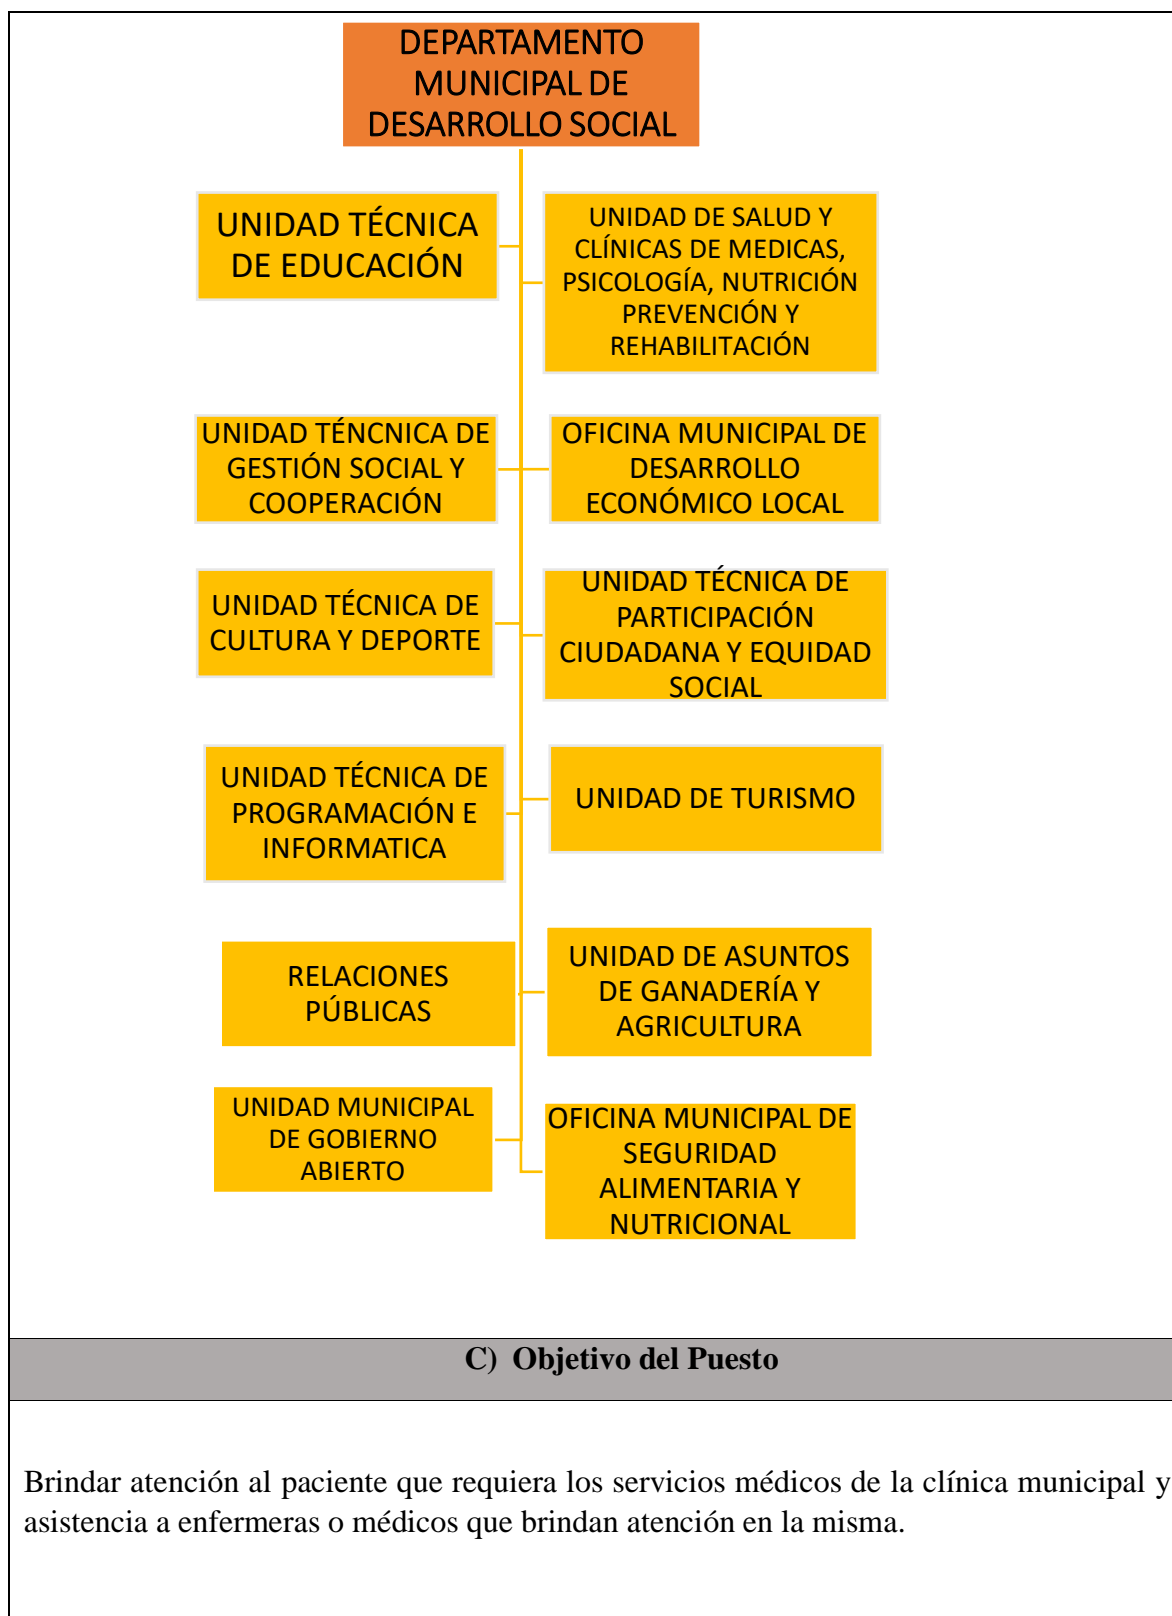 DEPARTAMENTO
MUNICIPAL DE
DESARROLLO SOCIAL
UNIDAD TÉCNICA
DE EDUCACIÓN
UNIDAD DE SALUD Y
CLÍNICAS DE MEDICAS,
PSICOLOGÍA, NUTRICIÓN
PREVENCIÓN Y
REHABILITACIÓN
UNIDAD TÉNCNICA DE
GESTIÓN SOCIAL Y
COOPERACIÓN
OFICINA MUNICIPAL DE
DESARROLLO
ECONÓMICO LOCAL
UNIDAD TÉCNICA DE
CULTURA Y DEPORTE
UNIDAD TÉCNICA DE
PARTICIPACIÓN
CIUDADANA Y EQUIDAD
SOCIAL
UNIDAD TÉCNICA DE
PROGRAMACIÓN E
INFORMATICA
UNIDAD DE TURISMO
RELACIONES
PÚBLICAS
UNIDAD DE ASUNTOS
DE GANADERÍA Y
AGRICULTURA
UNIDAD MUNICIPAL
DE GOBIERNO
ABIERTO
OFICINA MUNICIPAL DE
SEGURIDAD
ALIMENTARIA Y
NUTRICIONAL
C) Objetivo del Puesto
Brindar atención al paciente que requiera los servicios médicos de la clínica municipal y
asistencia a enfermeras o médicos que brindan atención en la misma.